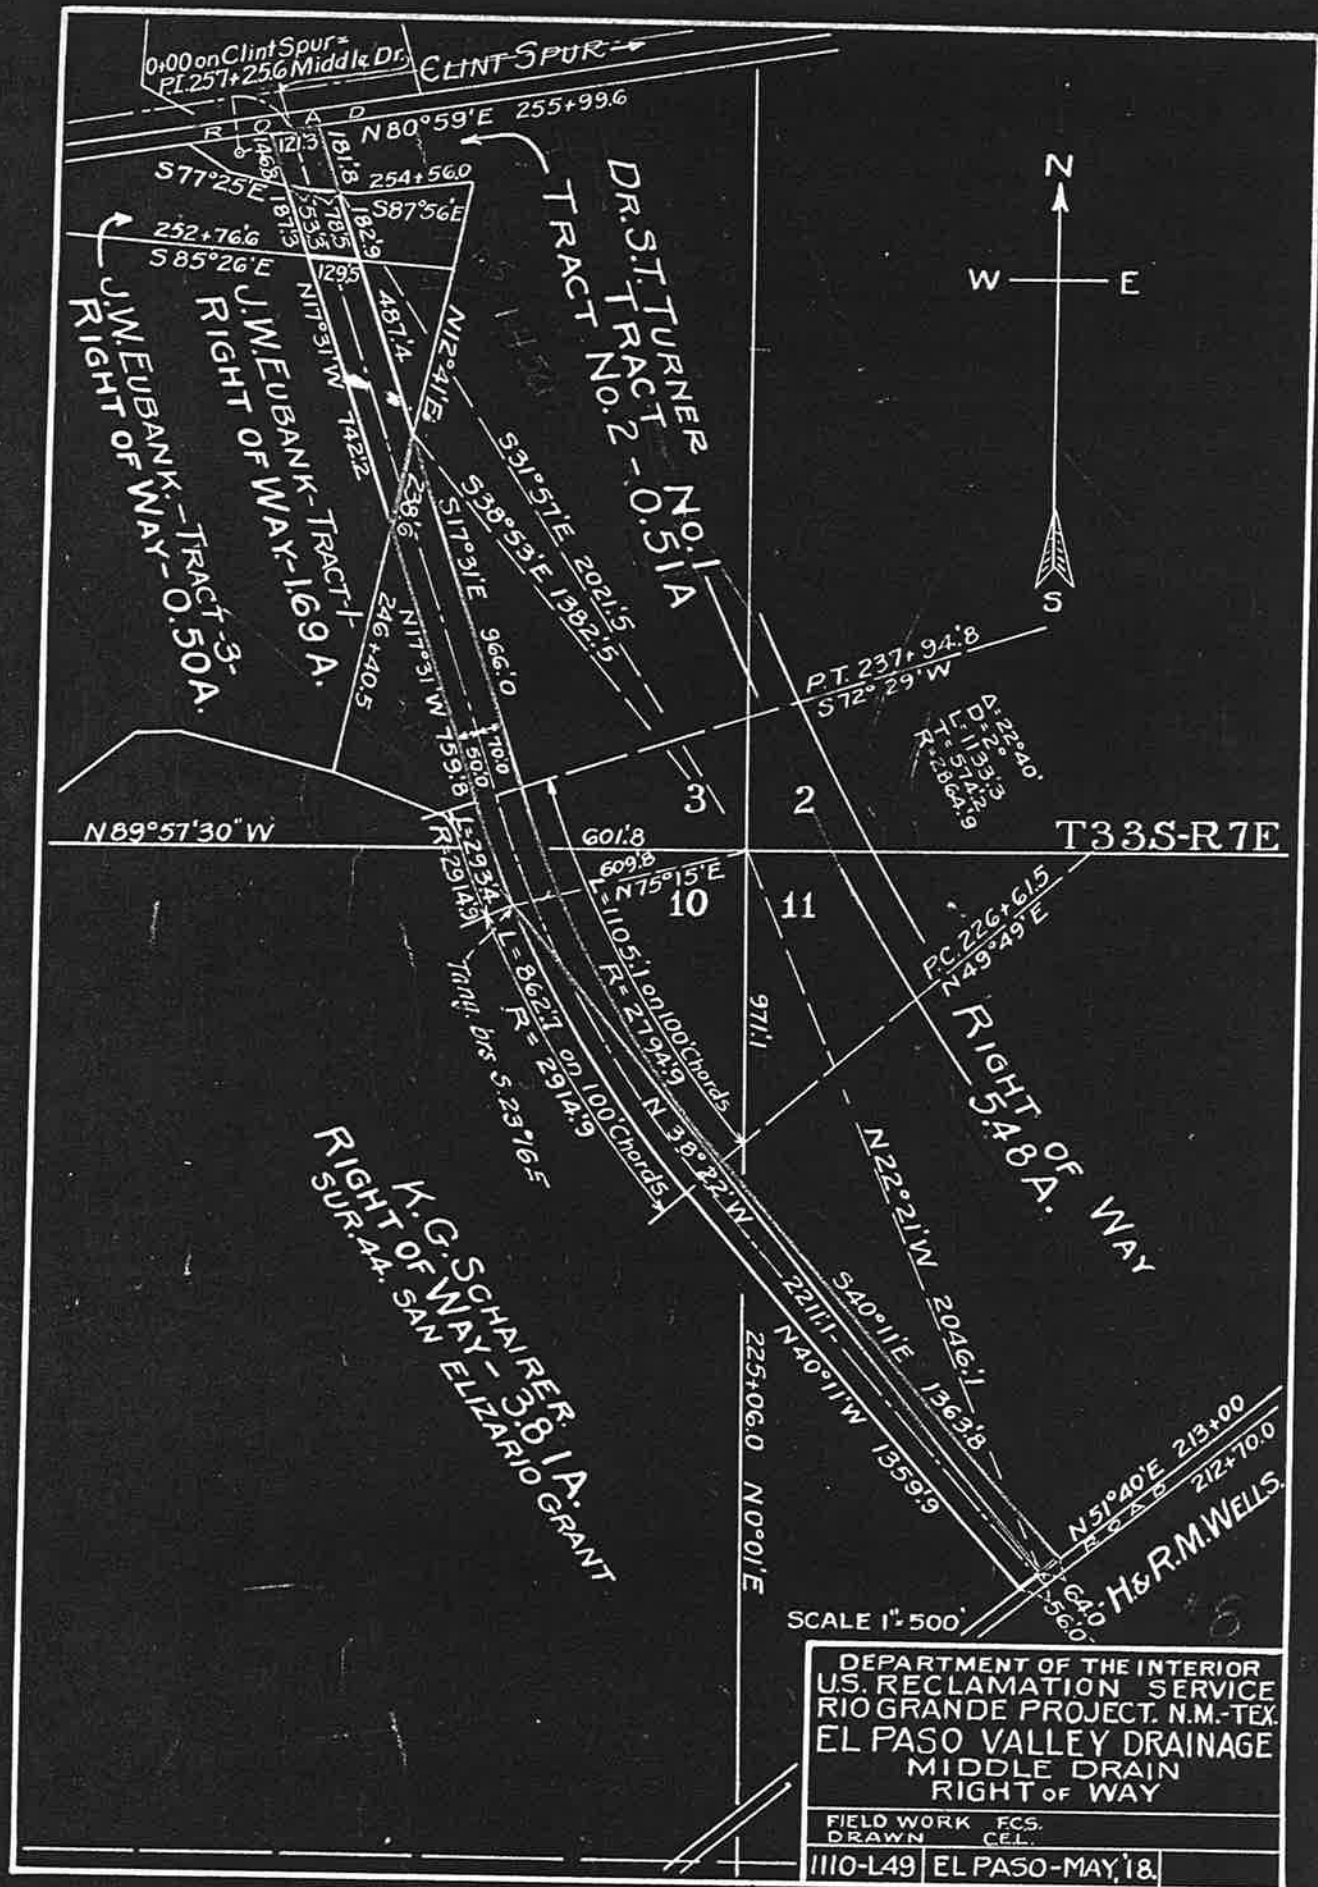 0+00 on Clint Spur=
P.I. 257+25.6 Middle Dr.
CLINT SPUR
ROAD
N 80°59'E 255+99.6
121.3
146.8
181.8
S77°25'E
254+56.0
S87°56'E
187.3
53.3
78.5
182.9
252+76.6
S 85°26'E
129.5
J.W. EUBANK-TRACT-3-
RIGHT OF WAY-0.50A.
J.W. EUBANK-TRACT-1-
RIGHT OF WAY-1.69 A.
N17°31'W 742.2
487.4
N12°41'E
238.6
246+40.5
DR. S.T. TURNER NO. 1
TRACT NO. 2 - 0.51A
TRACT
S31°57'E 2021.5
S38°53'E 1382.5
S17°31'E 966.0
N17°31'W 759.8
50.0
70.0
N
W
E
S
P.T. 237+94.8
S72°29'W
Δ: 22°40'
D=2°
L: 1133.3
T=574.2
R=2864.9
3
2
T33S-R7E
N 89°57'30" W
601.8
609.8
N75°15'E
10
11
L=293.4
R=2914.9
Tang. brs S.23°16.5
L=862.7 on 100' Chords
R=2914.9
L=1105.1 on 100' Chords
R=2794.9
971.1
P.C. 226+61.5
N49°49'E
RIGHT OF WAY
5.48 A.
N 38°22'W 2211.1
N22°21'W 2046.1
S40°11'E 1363.8
N40°11'W 1359.9
225+06.0 N0°01'E
K.G. SCHAIRER
RIGHT OF WAY- 3.81A.
SUR. 44. SAN ELIZARIO GRANT
N51°40'E 213+00
ROAD 212+70.0
64.0
56.0
H. & R.M. WELLS.
SCALE 1"=500'
DEPARTMENT OF THE INTERIOR
U.S. RECLAMATION SERVICE
RIO GRANDE PROJECT. N.M.-TEX.
EL PASO VALLEY DRAINAGE
MIDDLE DRAIN
RIGHT OF WAY
FIELD WORK F.C.S.
DRAWN C.E.L.
1110-L49 EL PASO-MAY,'18.